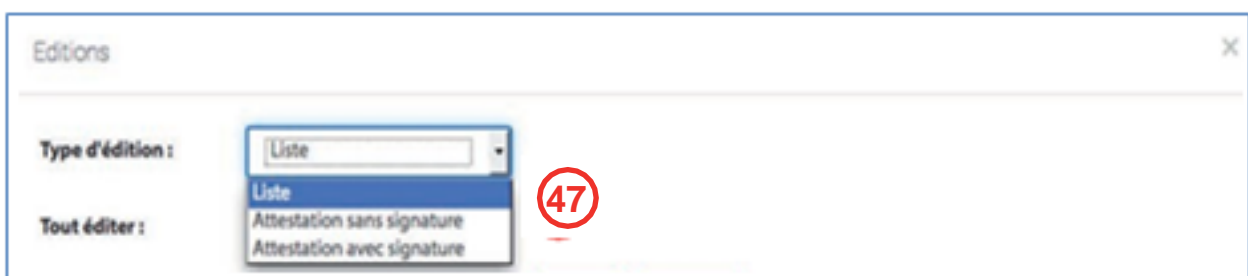 Editions
×
Type d'édition :
Liste
Liste
47
Attestation sans signature
Tout éditer :
Attestation avec signature